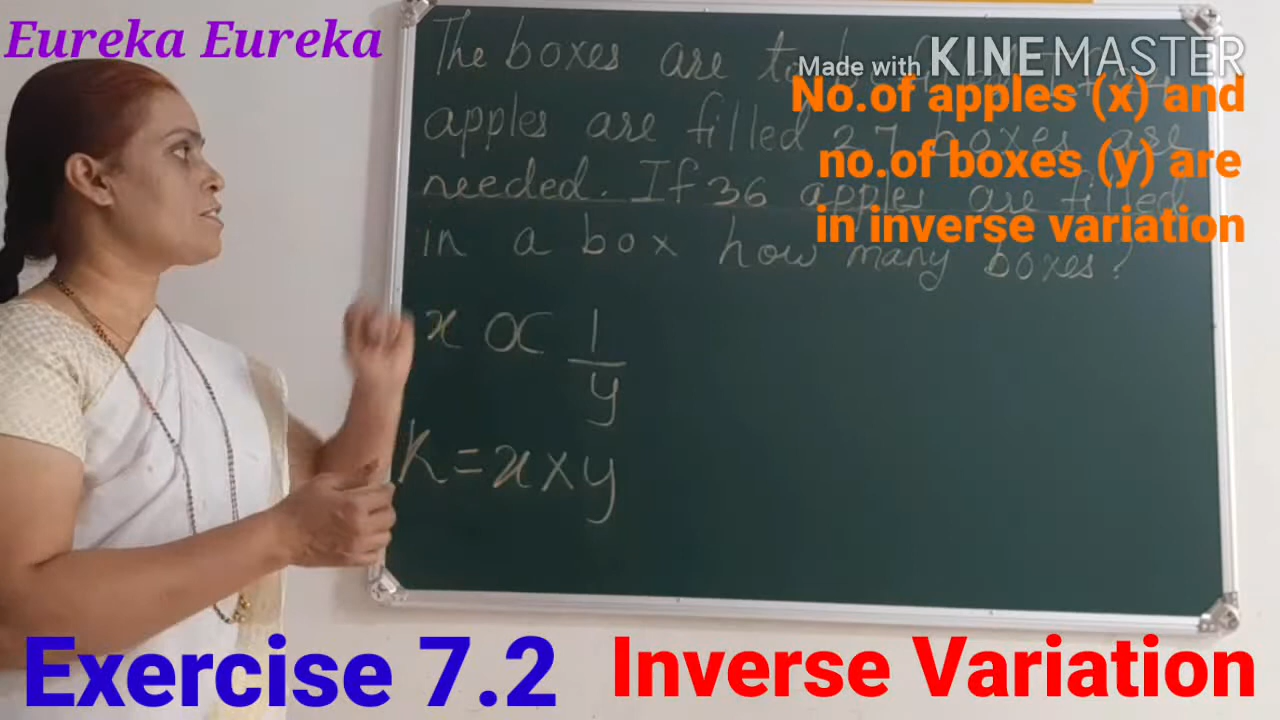 Eureka Eureka
Made with KINEMASTER
No.of apples (x) and
no.of boxes (y) are
in inverse variation
The boxes are
apples are filled 27 boxes are
needed. If 36 apples are filled
in a box how many boxes?
x ∝ 1/y
K = x × y
Exercise 7.2 Inverse Variation